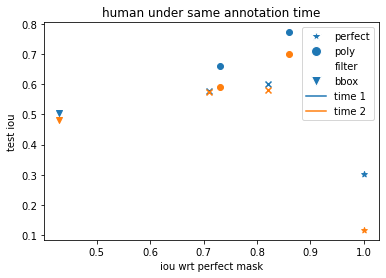 human under same annotation time
0.8
0.7
0.6
0.5
0.4
0.3
0.2
0.1
test iou
perfect
poly
filter
bbox
time 1
time 2
0.5 0.6 0.7 0.8 0.9 1.0
iou wrt perfect mask